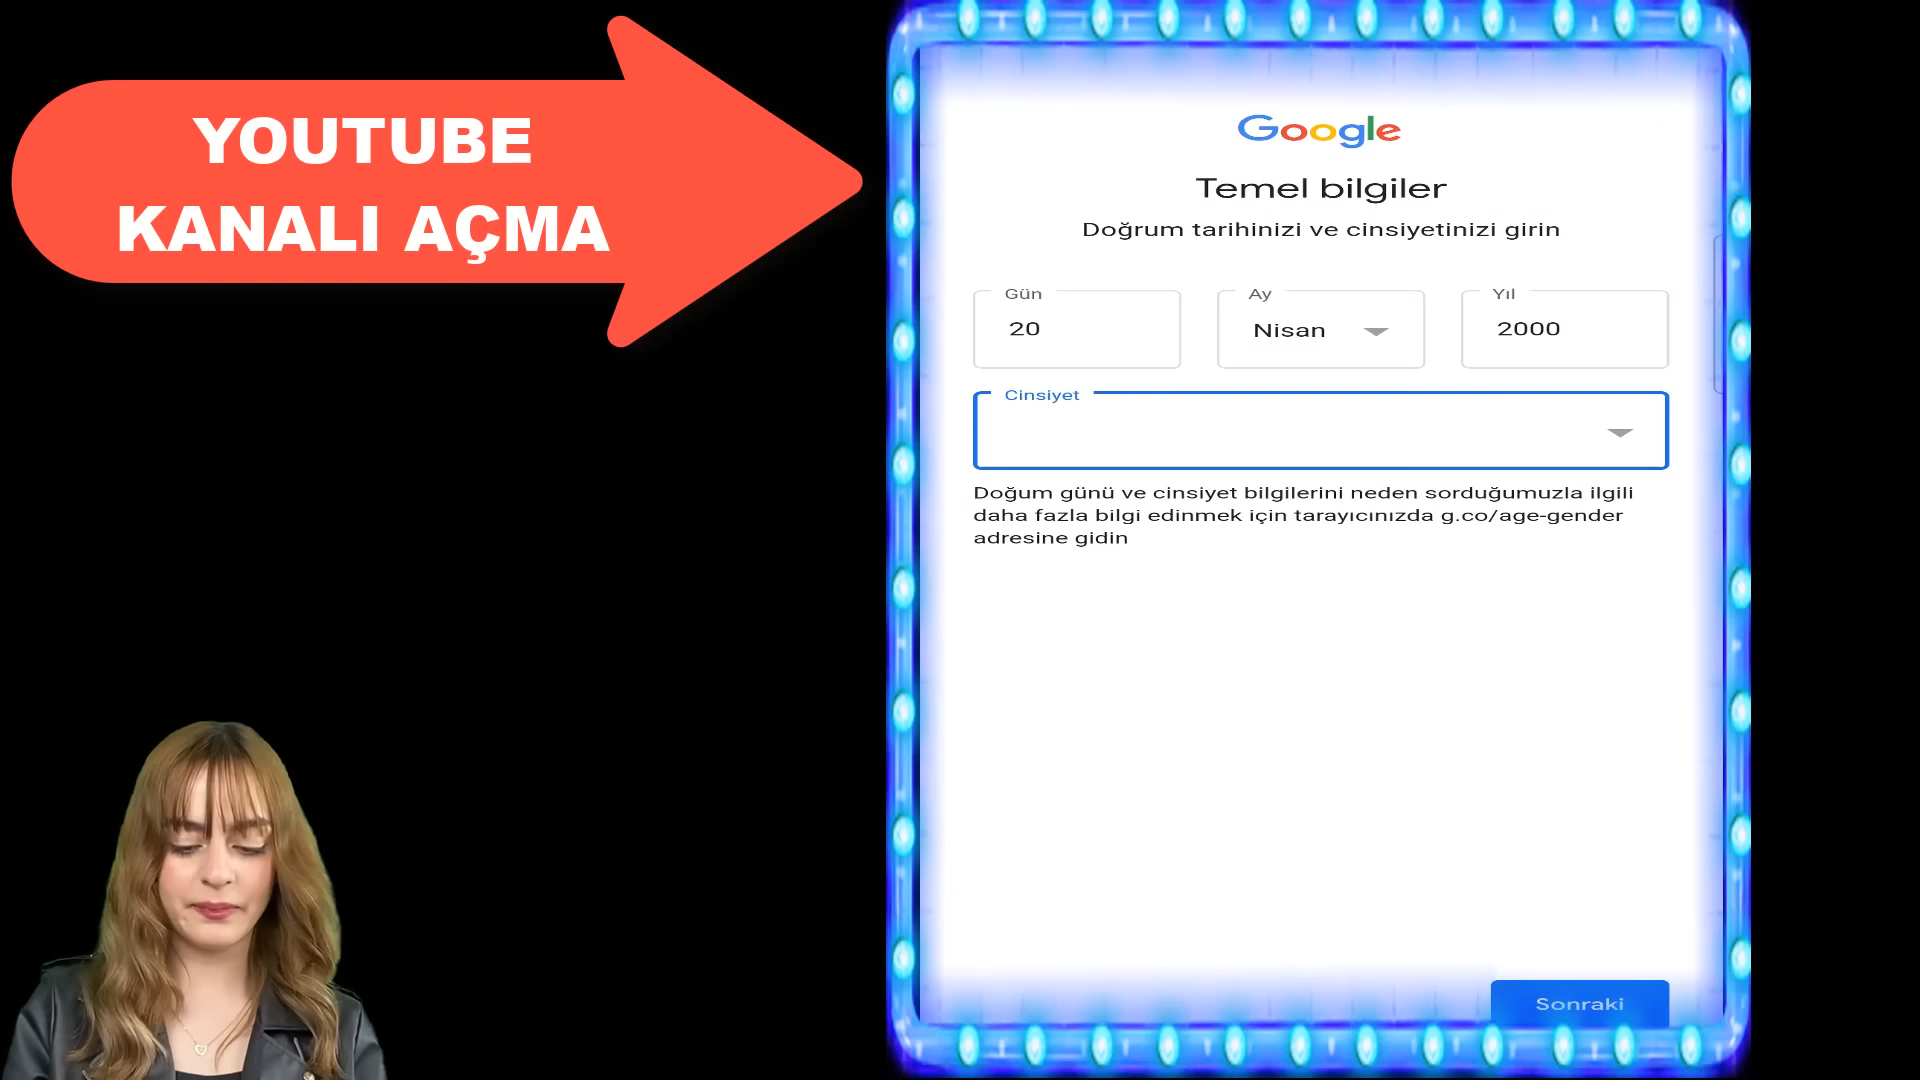 YOUTUBE
KANALI AÇMA
Google
Temel bilgiler
Doğrum tarihinizi ve cinsiyetinizi girin
Gün
20
Ay
Nisan
Yıl
2000
Cinsiyet
Doğum günü ve cinsiyet bilgilerini neden sorduğumuzla ilgili
daha fazla bilgi edinmek için tarayıcınızda g.co/age-gender
adresine gidin
Sonraki